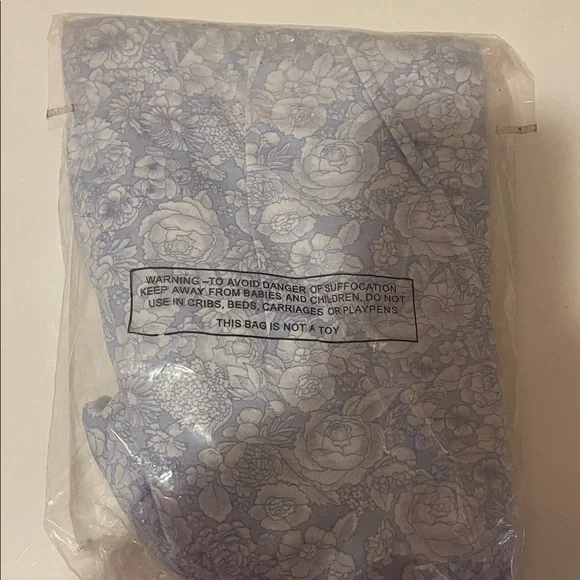 WARNING –TO AVOID DANGER OF SUFFOCATION
KEEP AWAY FROM BABIES AND CHILDREN, DO NOT
USE IN CRIBS, BEDS, CARRIAGES OR PLAYPENS
THIS BAG IS NOT A TOY